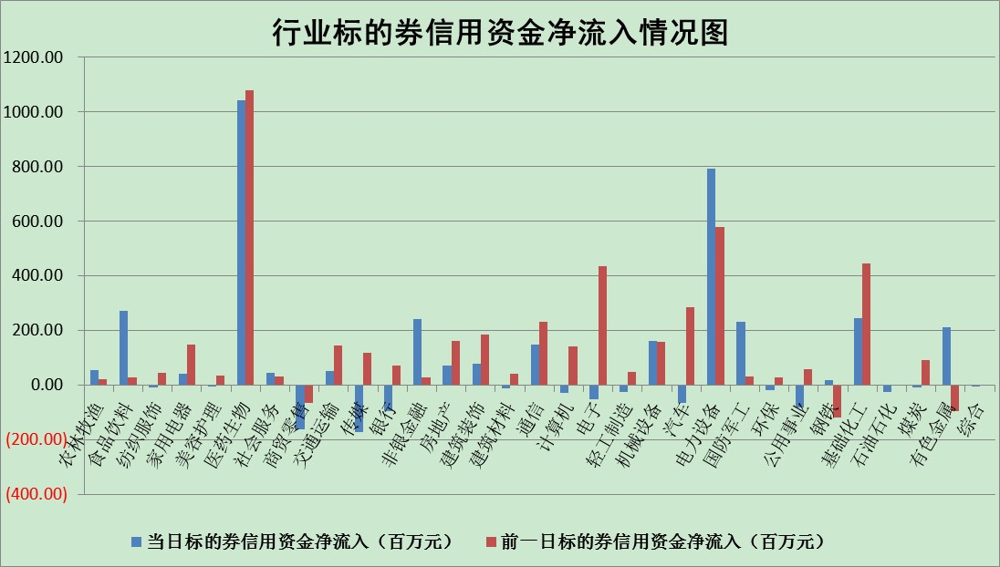 行业标的券信用资金净流入情况图
1200.00
1000.00
800.00
600.00
400.00
200.00
0.00
(200.00)
(400.00)
农林牧渔
食品饮料
纺织服饰
家用电器
美容护理
医药生物
社会服务
商贸零售
交通运输
传媒
银行
非银金融
房地产
建筑装饰
建筑材料
通信
计算机
电子
轻工制造
机械设备
汽车
电力设备
国防军工
环保
公用事业
钢铁
基础化工
石油石化
煤炭
有色金属
综合
当日标的券信用资金净流入（百万元） 前一日标的券信用资金净流入（百万元）